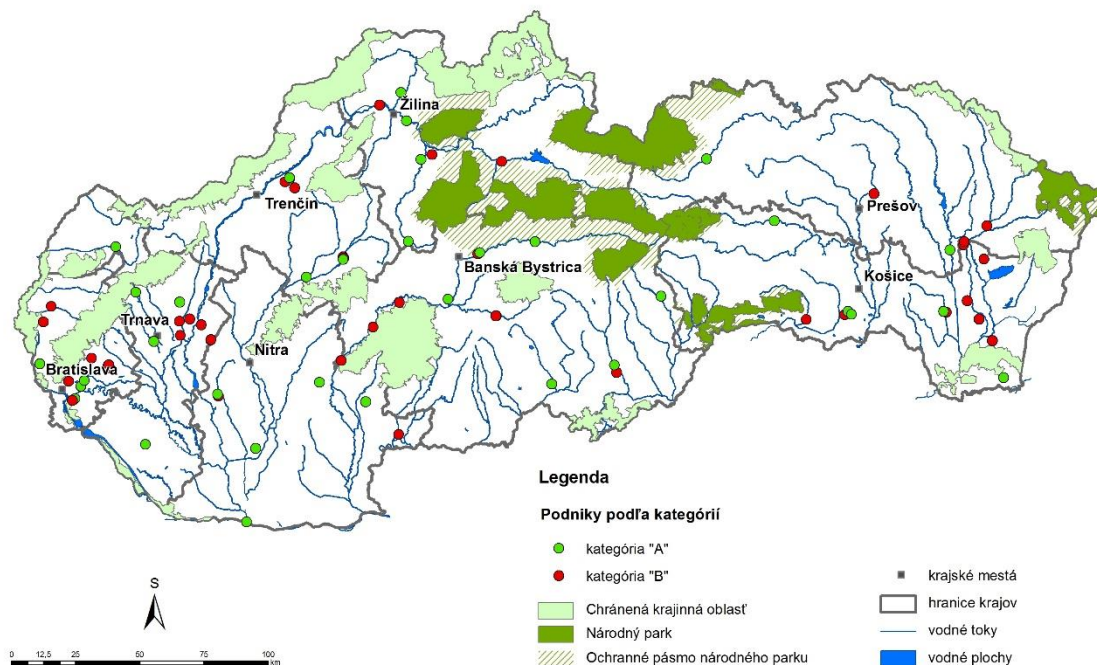 Žilina
Trenčín
Prešov
Banská Bystrica
Košice
Trnava
Nitra
Bratislava
Legenda
Podniky podľa kategórií
kategória "A"
kategória "B"
Chránená krajinná oblasť
Národný park
Ochranné pásmo národného parku
krajské mestá
hranice krajov
vodné toky
vodné plochy
S
0 12,5 25 50 75 100
km